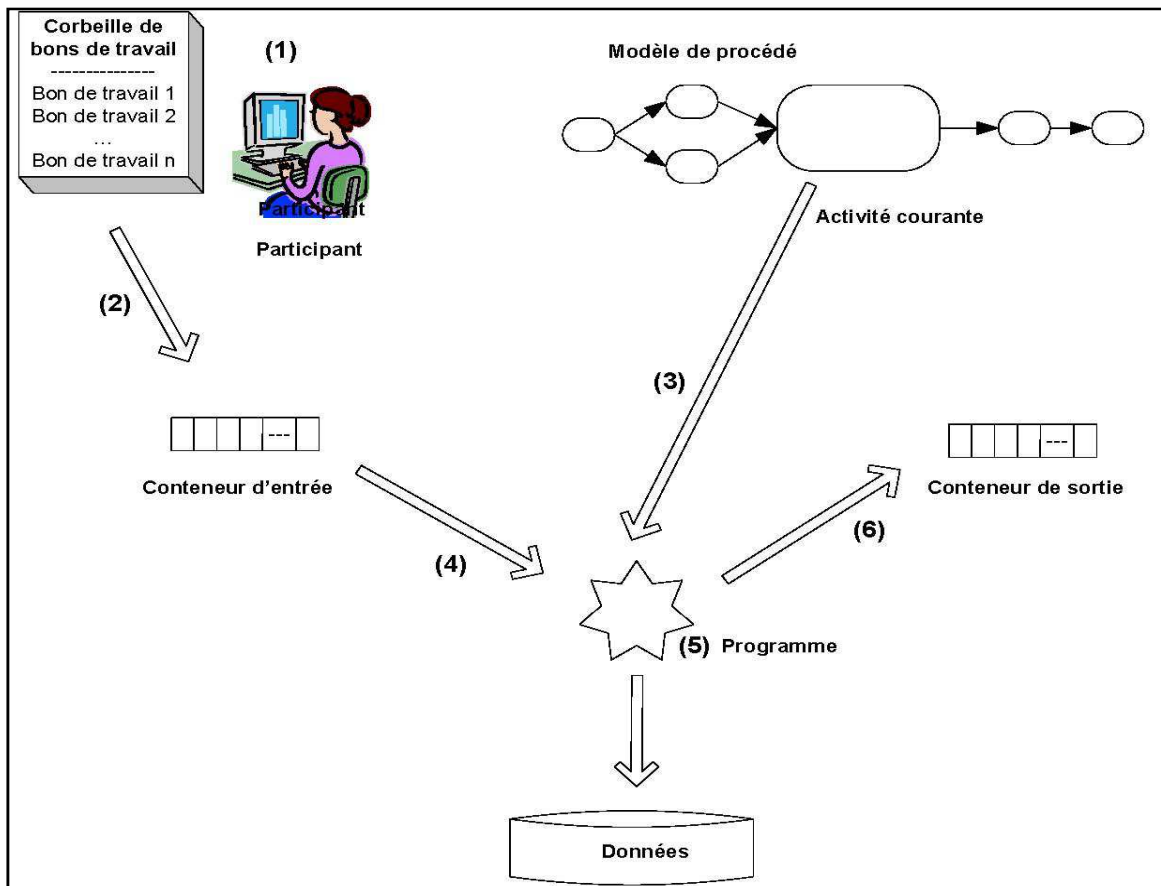 Corbeille de
bons de travail
---------------
Bon de travail 1
Bon de travail 2
...
Bon de travail n
(1)
Participant
Participant
Modèle de procédé
Activité courante
(2)
(3)
---
Conteneur d'entrée
---
Conteneur de sortie
(4)
(6)
(5) Programme
Données